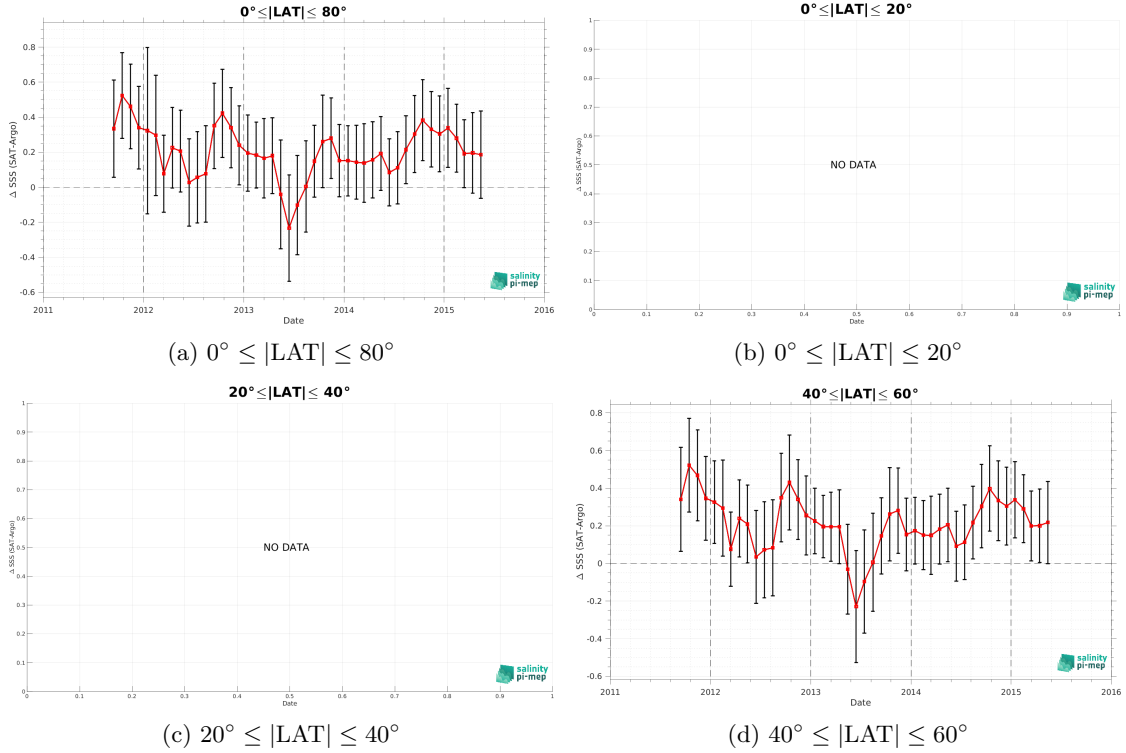 0°≤|LAT|≤ 80°
0.8
0.6
0.4
0.2
0
-0.2
-0.4
-0.6
Δ SSS (SAT-Argo)
salinity
pi-mep
2011 2012 2013 2014 2015 2016
Date
(a) 0° ≤ |LAT| ≤ 80°
0°≤|LAT|≤ 20°
1
0.9
0.8
0.7
0.6
0.5
0.4
0.3
0.2
0.1
0
Δ SSS (SAT-Argo)
NO DATA
salinity
pi-mep
0 0.1 0.2 0.3 0.4 0.5 0.6 0.7 0.8 0.9 1
Date
(b) 0° ≤ |LAT| ≤ 20°
20°≤|LAT|≤ 40°
1
0.9
0.8
0.7
0.6
0.5
0.4
0.3
0.2
0.1
0
Δ SSS (SAT-Argo)
NO DATA
salinity
pi-mep
0 0.1 0.2 0.3 0.4 0.5 0.6 0.7 0.8 0.9 1
Date
(c) 20° ≤ |LAT| ≤ 40°
40°≤|LAT|≤ 60°
0.8
0.6
0.4
0.2
0
-0.2
-0.4
-0.6
Δ SSS (SAT-Argo)
salinity
pi-mep
2011 2012 2013 2014 2015 2016
Date
(d) 40° ≤ |LAT| ≤ 60°